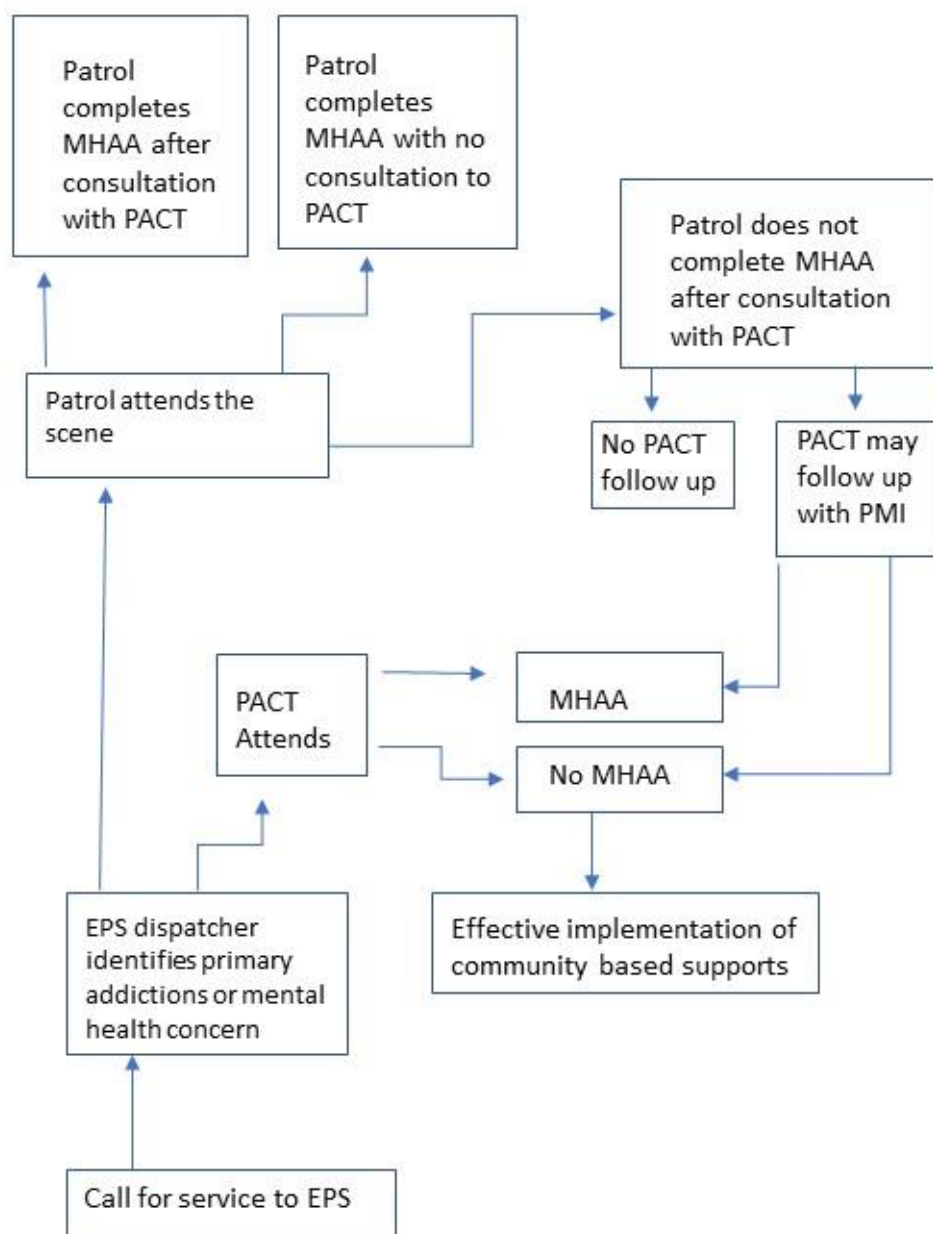 Patrol
completes
MHAA after
consultation
with PACT
Patrol
completes
MHAA with no
consultation to
PACT
Patrol does not
complete MHAA
after consultation
with PACT
Patrol attends the
scene
No PACT
follow up
PACT may
follow up
with PMI
PACT
Attends
MHAA
No MHAA
EPS dispatcher
identifies primary
addictions or mental
health concern
Effective implementation of
community based supports
Call for service to EPS